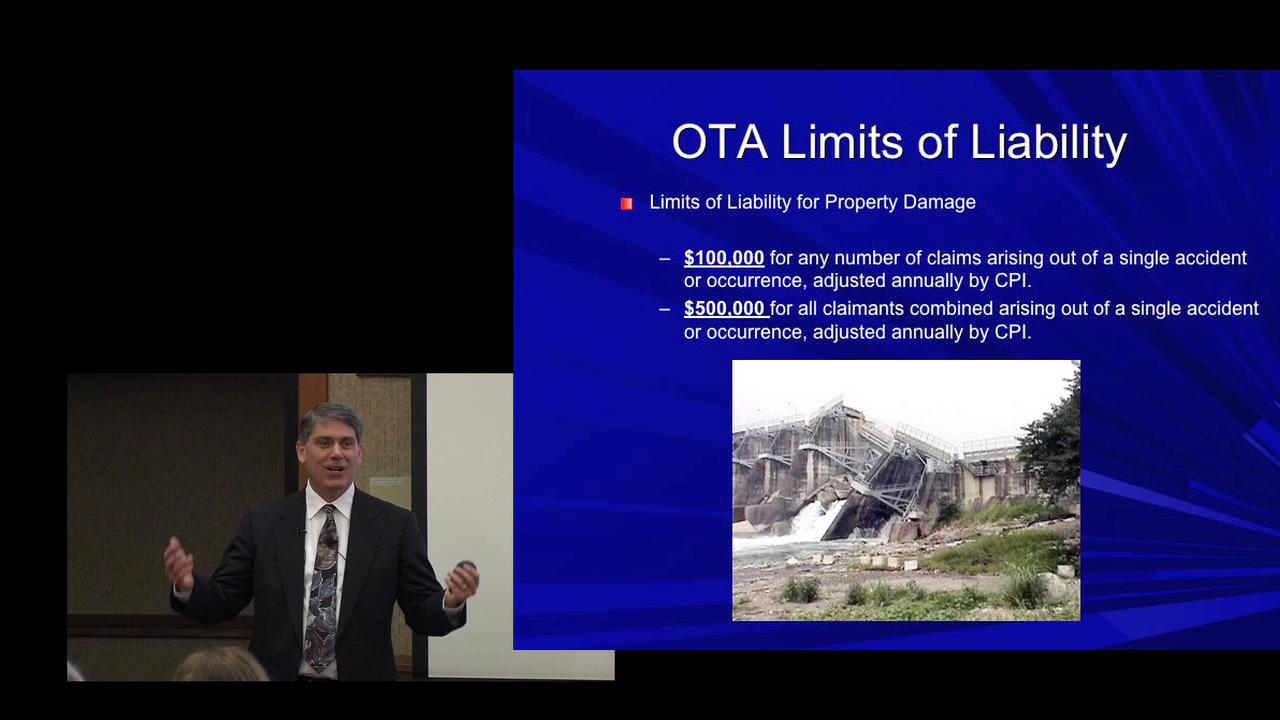 OTA Limits of Liability
Limits of Liability for Property Damage
– $100,000 for any number of claims arising out of a single accident
or occurrence, adjusted annually by CPI.
– $500,000 for all claimants combined arising out of a single accident
or occurrence, adjusted annually by CPI.